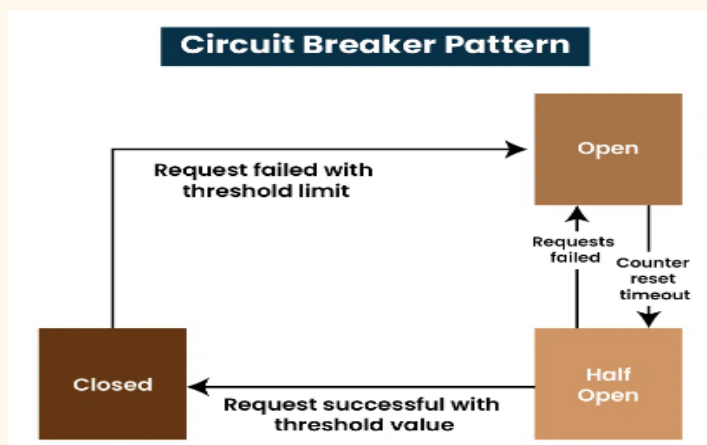 Circuit Breaker Pattern
Open
Request failed with
threshold limit
Requests
failed
Counter
reset
timeout
Closed
Half
Open
Request successful with
threshold value